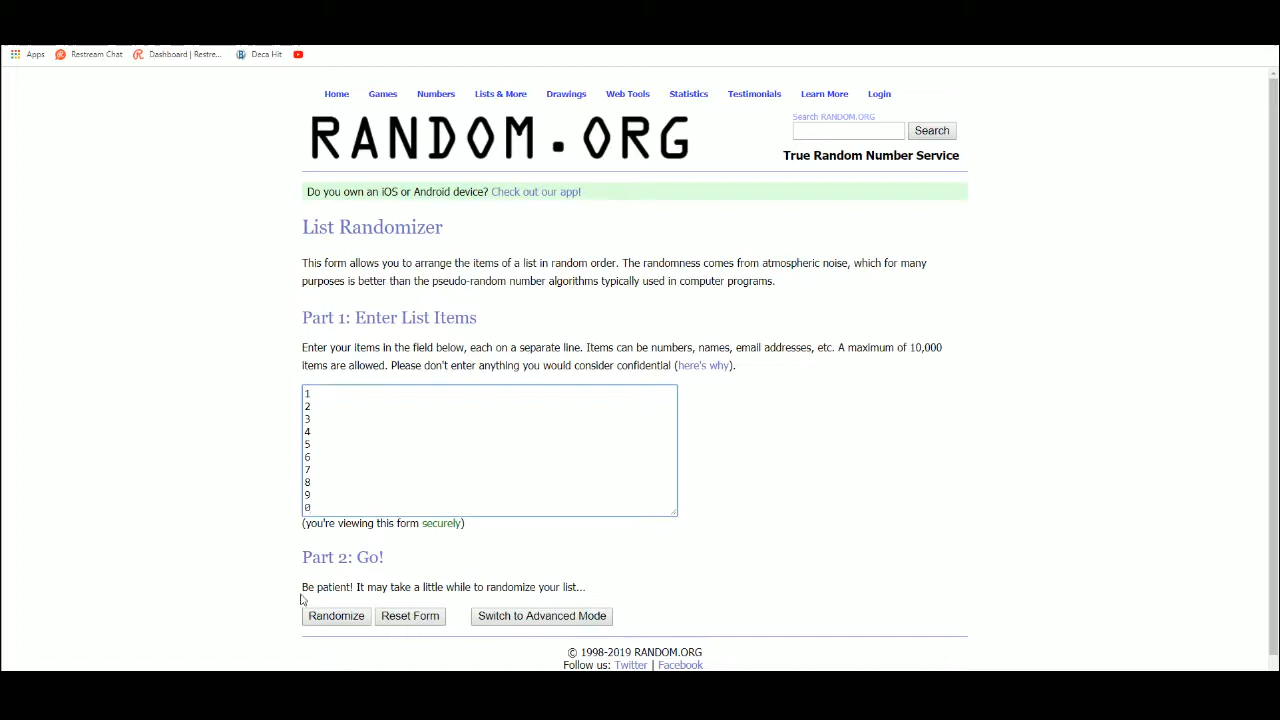 Apps Restream Chat Dashboard | Restre... Deca Hit
Home Games Numbers Lists & More Drawings Web Tools Statistics Testimonials Learn More Login
RANDOM.ORG
Search RANDOM.ORG
Search
True Random Number Service
Do you own an iOS or Android device? Check out our app!
List Randomizer
This form allows you to arrange the items of a list in random order. The randomness comes from atmospheric noise, which for many
purposes is better than the pseudo-random number algorithms typically used in computer programs.
Part 1: Enter List Items
Enter your items in the field below, each on a separate line. Items can be numbers, names, email addresses, etc. A maximum of 10,000
items are allowed. Please don't enter anything you would consider confidential (here's why).
1
2
3
4
5
6
7
8
9
0
(you're viewing this form securely)
Part 2: Go!
Be patient! It may take a little while to randomize your list...
Randomize Reset Form Switch to Advanced Mode
© 1998-2019 RANDOM.ORG
Follow us: Twitter | Facebook